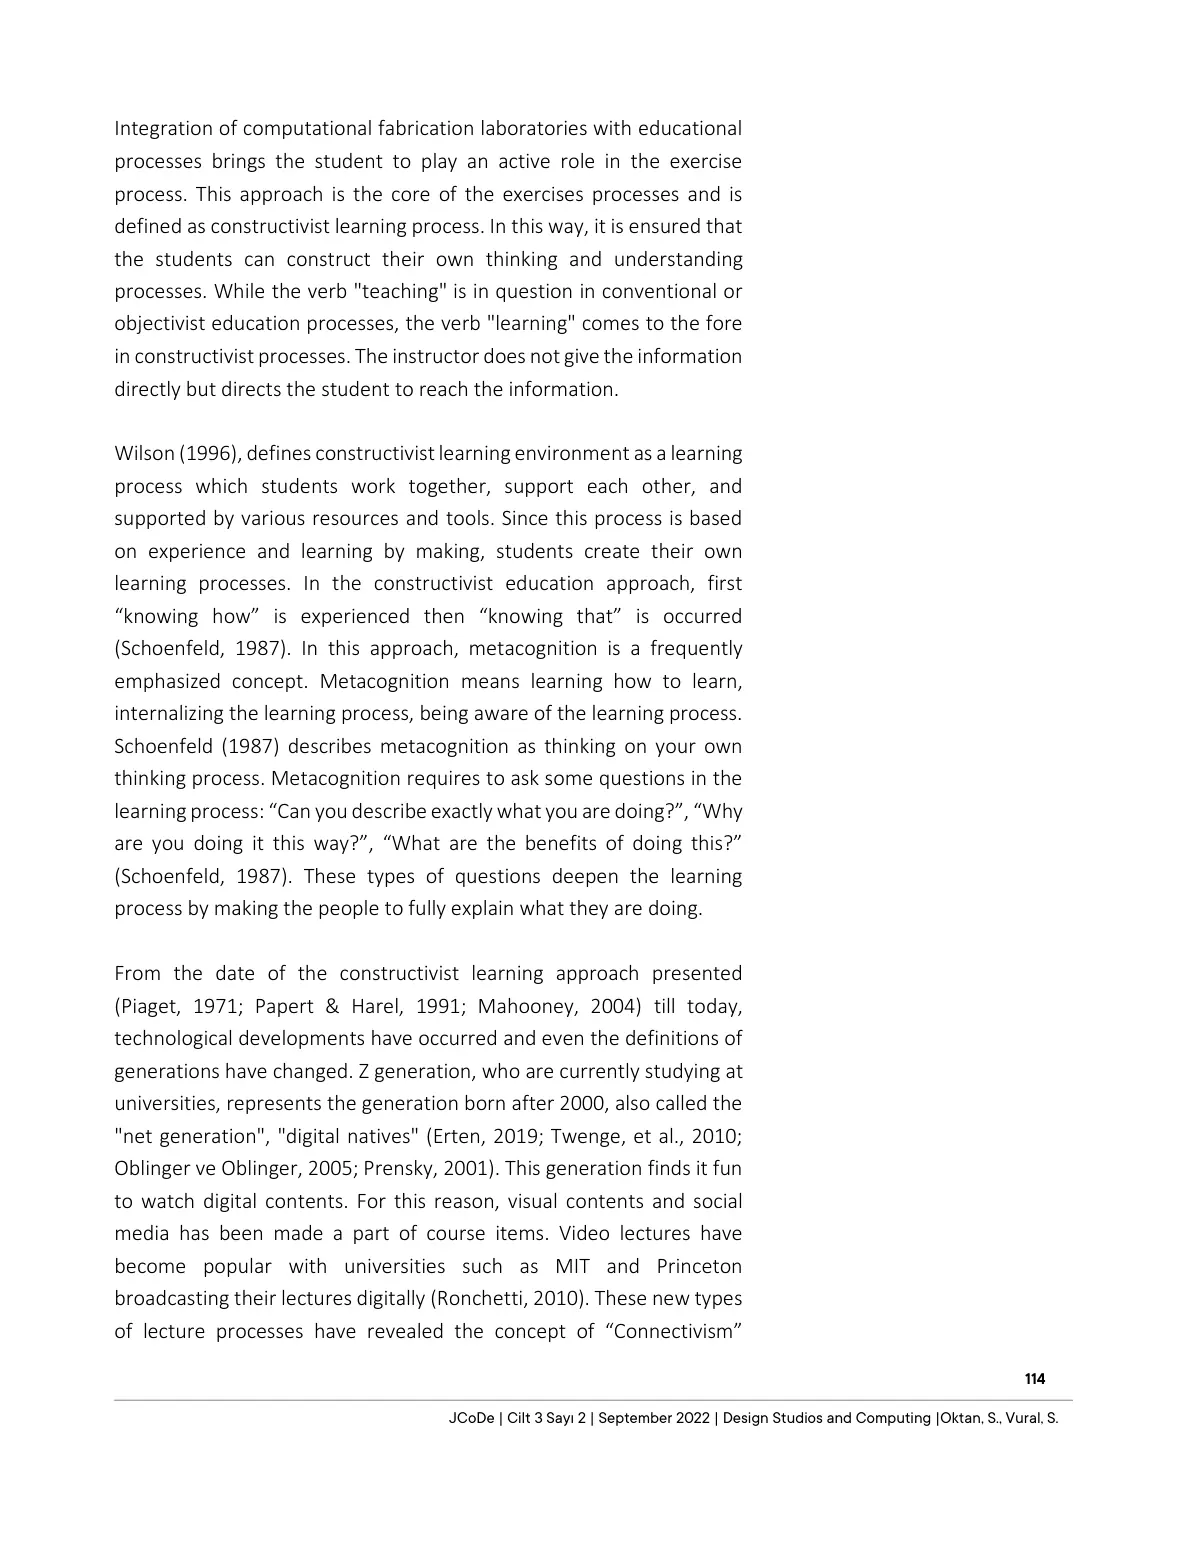 Integration of computational fabrication laboratories with educational
processes brings the student to play an active role in the exercise
process. This approach is the core of the exercises processes and is
defined as constructivist learning process. In this way, it is ensured that
the students can construct their own thinking and understanding
processes. While the verb "teaching" is in question in conventional or
objectivist education processes, the verb "learning" comes to the fore
in constructivist processes. The instructor does not give the information
directly but directs the student to reach the information.
Wilson (1996), defines constructivist learning environment as a learning
process which students work together, support each other, and
supported by various resources and tools. Since this process is based
on experience and learning by making, students create their own
learning processes. In the constructivist education approach, first
“knowing how” is experienced then “knowing that” is occurred
(Schoenfeld, 1987). In this approach, metacognition is a frequently
emphasized concept. Metacognition means learning how to learn,
internalizing the learning process, being aware of the learning process.
Schoenfeld (1987) describes metacognition as thinking on your own
thinking process. Metacognition requires to ask some questions in the
learning process: “Can you describe exactly what you are doing?”, “Why
are you doing it this way?”, “What are the benefits of doing this?”
(Schoenfeld, 1987). These types of questions deepen the learning
process by making the people to fully explain what they are doing.
From the date of the constructivist learning approach presented
(Piaget, 1971; Papert & Harel, 1991; Mahooney, 2004) till today,
technological developments have occurred and even the definitions of
generations have changed. Z generation, who are currently studying at
universities, represents the generation born after 2000, also called the
"net generation", "digital natives" (Erten, 2019; Twenge, et al., 2010;
Oblinger ve Oblinger, 2005; Prensky, 2001). This generation finds it fun
to watch digital contents. For this reason, visual contents and social
media has been made a part of course items. Video lectures have
become popular with universities such as MIT and Princeton
broadcasting their lectures digitally (Ronchetti, 2010). These new types
of lecture processes have revealed the concept of “Connectivism”
114
JCoDe | Cilt 3 Sayı 2 | September 2022 | Design Studios and Computing |Oktan, S., Vural, S.